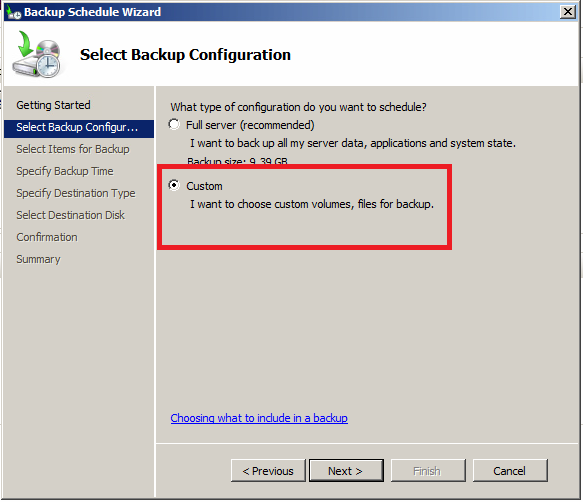 Backup Schedule Wizard
Select Backup Configuration
Getting Started
Select Backup Configur...
Select Items for Backup
Specify Backup Time
Specify Destination Type
Select Destination Disk
Confirmation
Summary
What type of configuration do you want to schedule?
Full server (recommended)
I want to back up all my server data, applications and system state.
Backup size: 9.39 GB
Custom
I want to choose custom volumes, files for backup.
Choosing what to include in a backup
< Previous
Next >
Finish
Cancel